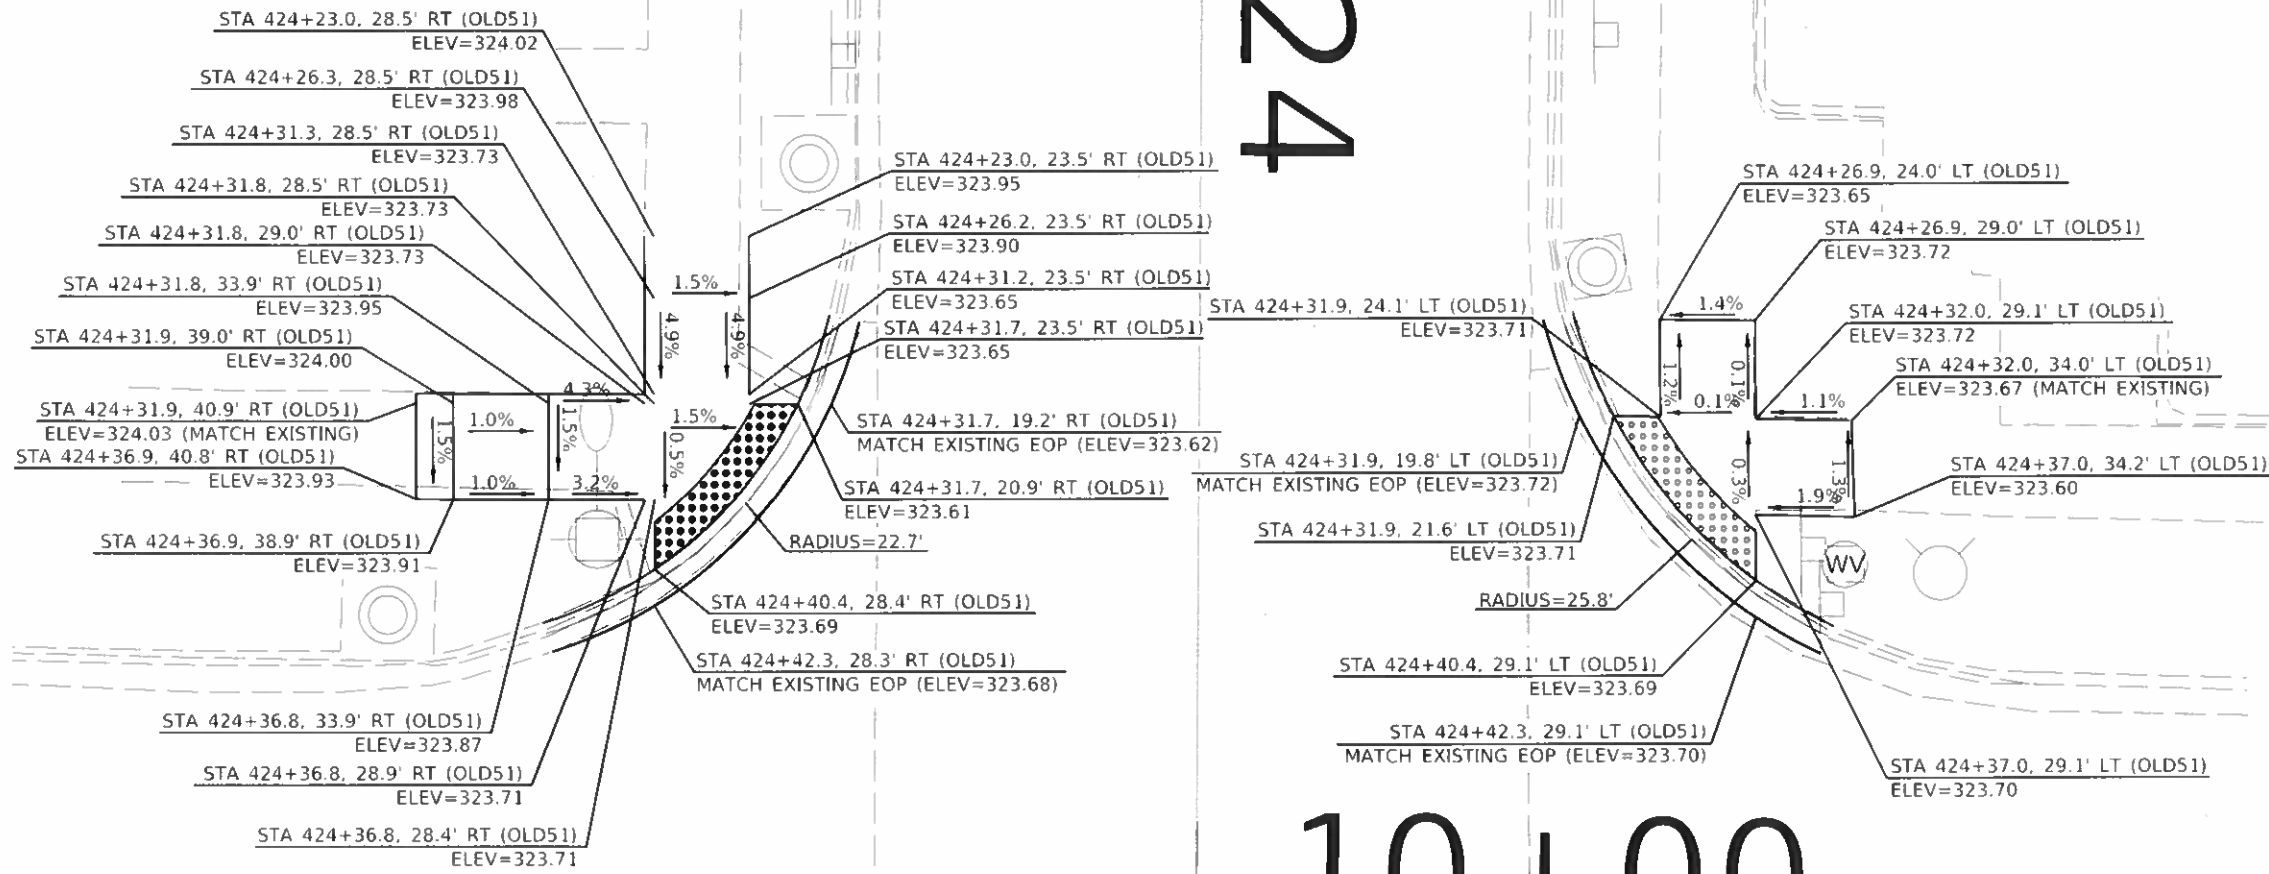 STA 424+23.0, 28.5' RT (OLD51)
ELEV=324.02
STA 424+26.3, 28.5' RT (OLD51)
ELEV=323.98
STA 424+31.3, 28.5' RT (OLD51)
ELEV=323.73
STA 424+31.8, 28.5' RT (OLD51)
ELEV=323.73
STA 424+31.8, 29.0' RT (OLD51)
ELEV=323.73
STA 424+31.8, 33.9' RT (OLD51)
ELEV=323.95
STA 424+31.9, 39.0' RT (OLD51)
ELEV=324.00
STA 424+31.9, 40.9' RT (OLD51)
ELEV=324.03 (MATCH EXISTING)
STA 424+36.9, 40.8' RT (OLD51)
ELEV=323.93
STA 424+36.9, 38.9' RT (OLD51)
ELEV=323.91
STA 424+36.8, 33.9' RT (OLD51)
ELEV=323.87
STA 424+36.8, 28.9' RT (OLD51)
ELEV=323.71
STA 424+36.8, 28.4' RT (OLD51)
ELEV=323.71
1.5%
4.9%
4.9%
4.3%
1.0%
1.5%
1.5%
1.0%
3.2%
1.5%
0.5%
STA 424+23.0, 23.5' RT (OLD51)
ELEV=323.95
STA 424+26.2, 23.5' RT (OLD51)
ELEV=323.90
STA 424+31.2, 23.5' RT (OLD51)
ELEV=323.65
STA 424+31.7, 23.5' RT (OLD51)
ELEV=323.65
STA 424+31.7, 19.2' RT (OLD51)
MATCH EXISTING EOP (ELEV=323.62)
STA 424+31.7, 20.9' RT (OLD51)
ELEV=323.61
RADIUS=22.7'
STA 424+40.4, 28.4' RT (OLD51)
ELEV=323.69
STA 424+42.3, 28.3' RT (OLD51)
MATCH EXISTING EOP (ELEV=323.68)
24
STA 424+31.9, 24.1' LT (OLD51)
ELEV=323.71
STA 424+31.9, 19.8' LT (OLD51)
MATCH EXISTING EOP (ELEV=323.72)
STA 424+31.9, 21.6' LT (OLD51)
ELEV=323.71
RADIUS=25.8'
STA 424+40.4, 29.1' LT (OLD51)
ELEV=323.69
STA 424+42.3, 29.1' LT (OLD51)
MATCH EXISTING EOP (ELEV=323.70)
STA 424+26.9, 24.0' LT (OLD51)
ELEV=323.65
STA 424+26.9, 29.0' LT (OLD51)
ELEV=323.72
STA 424+32.0, 29.1' LT (OLD51)
ELEV=323.72
STA 424+32.0, 34.0' LT (OLD51)
ELEV=323.67 (MATCH EXISTING)
STA 424+37.0, 34.2' LT (OLD51)
ELEV=323.60
STA 424+37.0, 29.1' LT (OLD51)
ELEV=323.70
1.4%
1.2%
0.1%
0.1%
1.1%
0.3%
1.3%
1.9%
WV
10+00